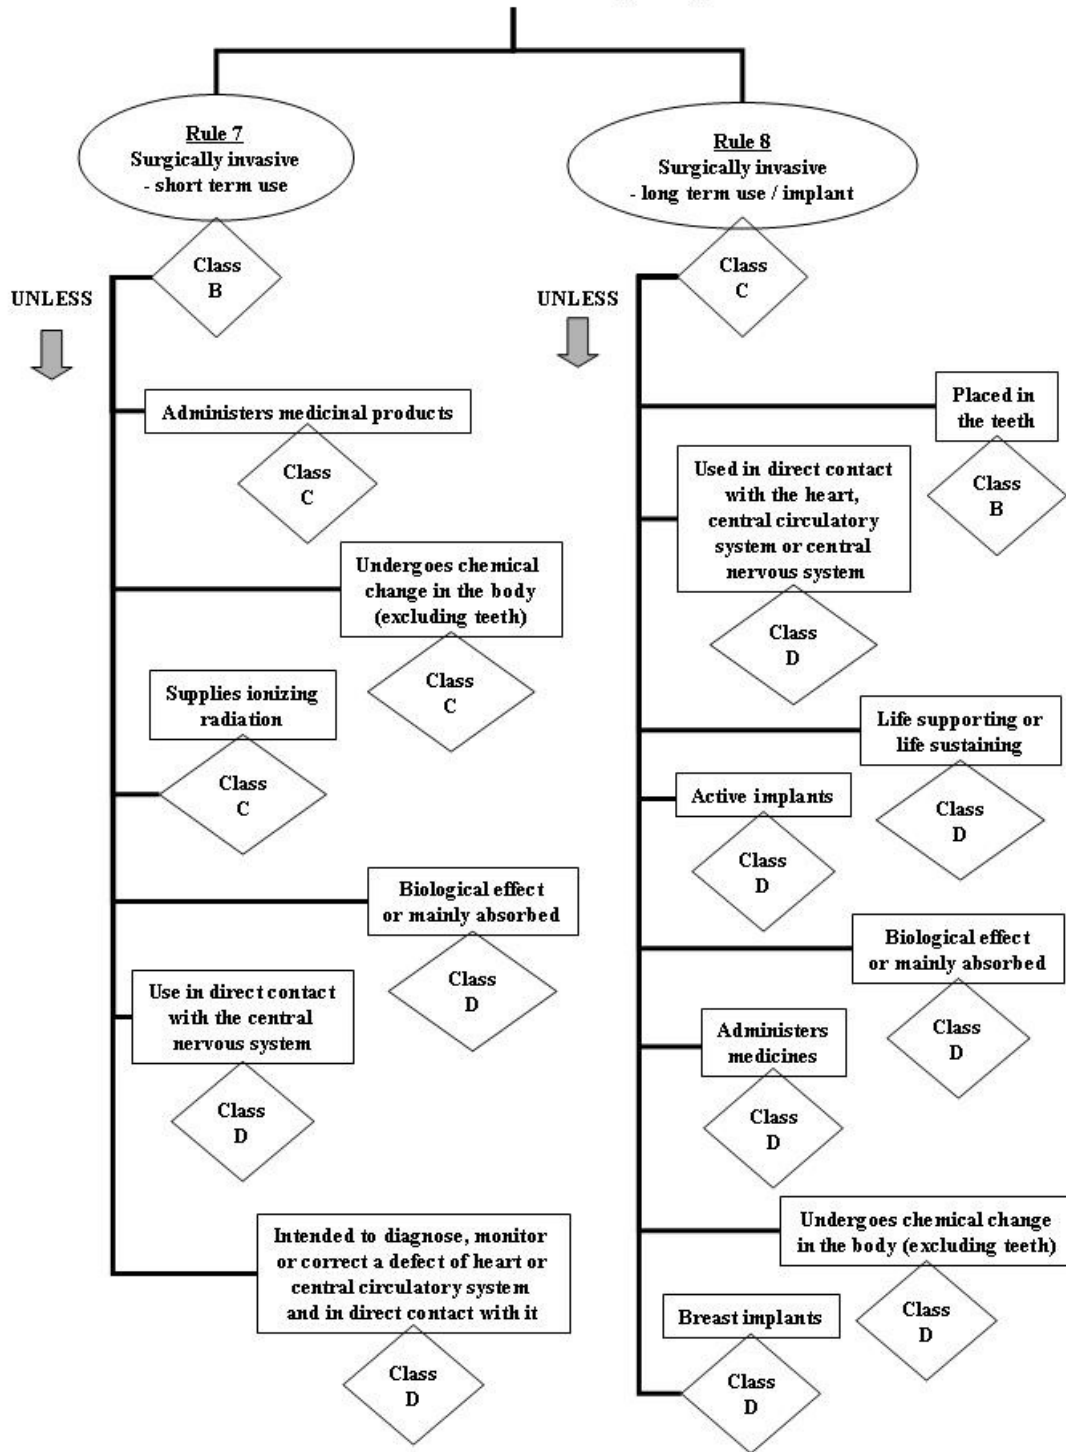 Rule 7
Surgically invasive
- short term use
Class
B
UNLESS
Administers medicinal products
Class
C
Undergoes chemical
change in the body
(excluding teeth)
Class
C
Supplies ionizing
radiation
Class
C
Biological effect
or mainly absorbed
Class
D
Use in direct contact
with the central
nervous system
Class
D
Intended to diagnose, monitor
or correct a defect of heart or
central circulatory system
and in direct contact with it
Class
D
Rule 8
Surgically invasive
- long term use / implant
Class
C
UNLESS
Placed in
the teeth
Class
B
Used in direct contact
with the heart,
central circulatory
system or central
nervous system
Class
D
Life supporting or
life sustaining
Class
D
Active implants
Class
D
Biological effect
or mainly absorbed
Class
D
Administers
medicines
Class
D
Undergoes chemical change
in the body (excluding teeth)
Class
D
Breast implants
Class
D